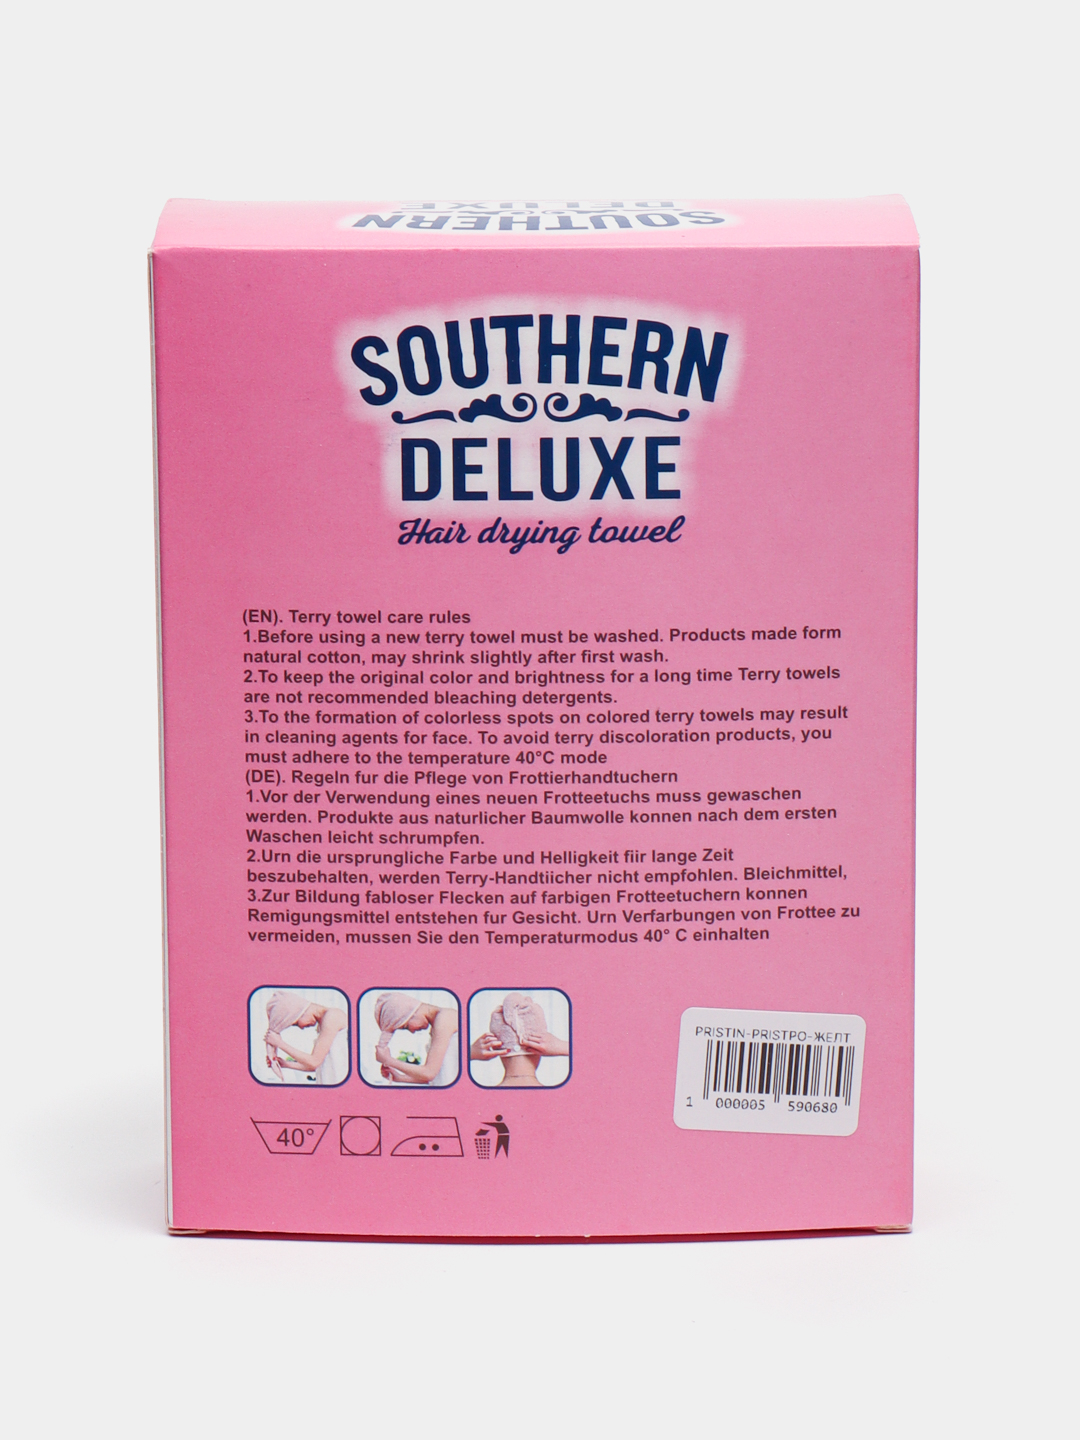 SOUTHERN
DELUXE
SOUTHERN
DELUXE
Hair drying towel
(EN). Terry towel care rules
1.Before using a new terry towel must be washed. Products made form
natural cotton, may shrink slightly after first wash.
2.To keep the original color and brightness for a long time Terry towels
are not recommended bleaching detergents.
3.To the formation of colorless spots on colored terry towels may result
in cleaning agents for face. To avoid terry discoloration products, you
must adhere to the temperature 40°C mode
(DE). Regeln fur die Pflege von Frottierhandtuchern
1.Vor der Verwendung eines neuen Frotteetuchs muss gewaschen
werden. Produkte aus naturlicher Baumwolle konnen nach dem ersten
Waschen leicht schrumpfen.
2.Urn die ursprungliche Farbe und Helligkeit fiir lange Zeit
beszubehalten, werden Terry-Handtiicher nicht empfohlen. Bleichmittel,
3.Zur Bildung fabloser Flecken auf farbigen Frotteetuchern konnen
Remigungsmittel entstehen fur Gesicht. Urn Verfarbungen von Frottee zu
vermeiden, mussen Sie den Temperaturmodus 40° C einhalten
PRISTIN-PRISTPO-ЖЕЛТ
1 000005 590680
40°